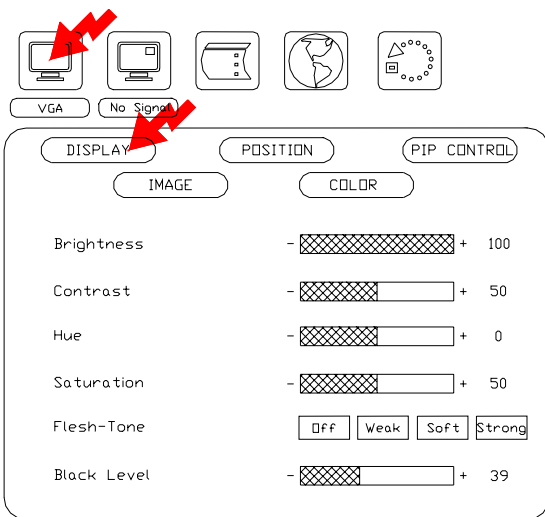 VGA No Signal
DISPLAY POSITION PIP CONTROL
IMAGE COLOR
Brightness - + 100
Contrast - + 50
Hue - + 0
Saturation - + 50
Flesh-Tone Off Weak Soft Strong
Black Level - + 39